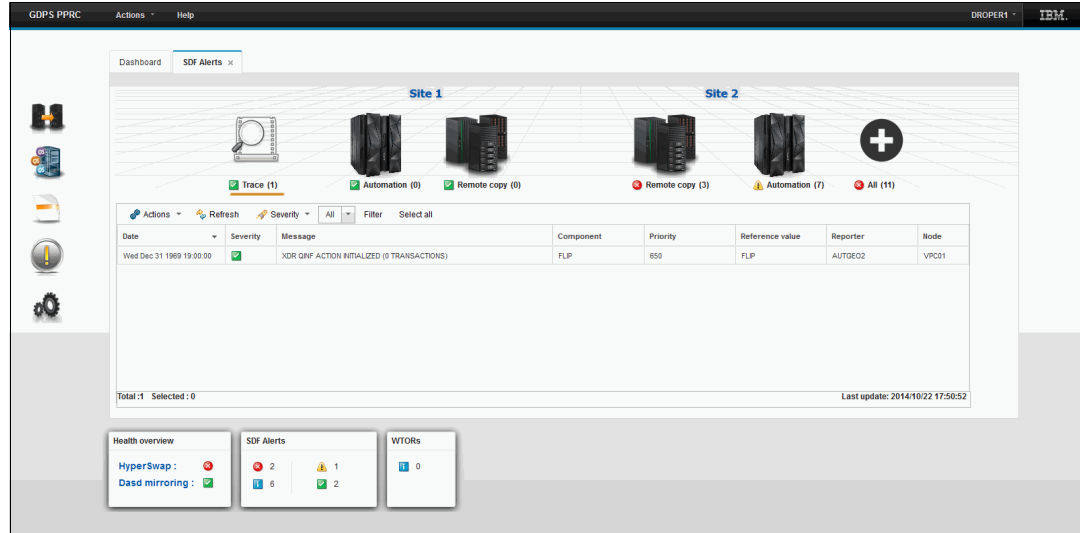 GDPS PPRC Actions Help DROPER1 IBM.
Dashboard SDF Alerts x
Site 1 Site 2
Trace (1) Automation (0) Remote copy (0) Remote copy (3) Automation (7) All (11)
Actions Refresh Severity All Filter Select all
Date Severity Message Component Priority Reference value Reporter Node
Wed Dec 31 1969 19:00:00 XDR QINF ACTION INITIALIZED (0 TRANSACTIONS) FLIP 650 FLIP AUTGEO2 VPC01
Total :1 Selected : 0 Last update: 2014/10/22 17:50:52
Health overview SDF Alerts WTORs
HyperSwap : 2 1 0
Dasd mirroring : 6 2